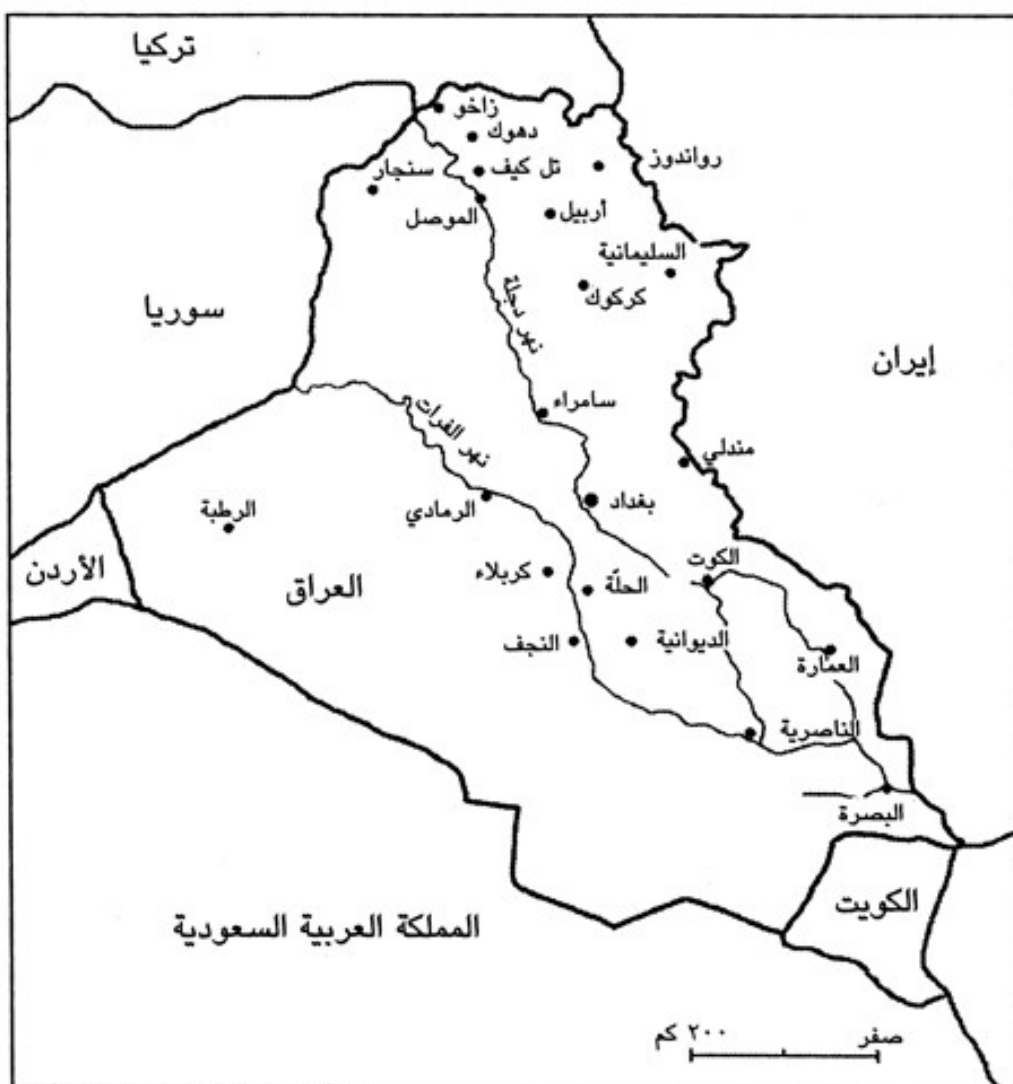 تركيا
زاخو
دهوك
رواندوز
تل كيف
سنجار
الموصل
أربيل
السليمانية
كركوك
نهر دجلة
سوريا
إيران
سامراء
نهر الفرات
مندلي
بغداد
الرمادي
الرطبة
الكوت
الأردن
كربلاء
الحلّة
العراق
النجف
الديوانية
العمارة
الناصرية
البصرة
الكويت
المملكة العربية السعودية
صفر ٢٠٠ كم